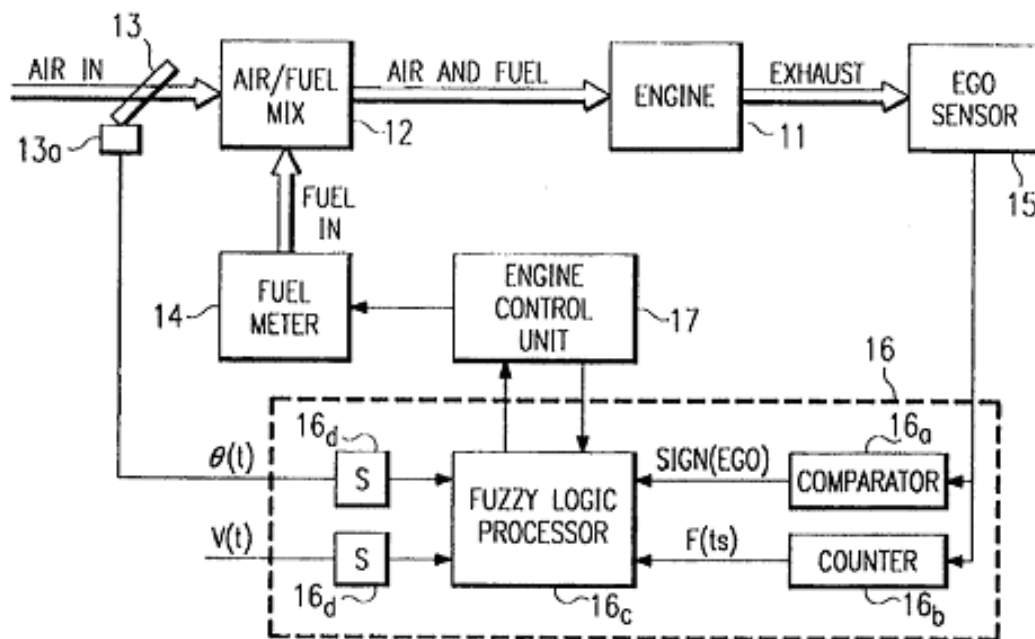 13
AIR IN
AIR/FUEL
MIX
AIR AND FUEL
ENGINE
EXHAUST
EGO
SENSOR
13a
12
11
15
FUEL
IN
FUEL
METER
14
ENGINE
CONTROL
UNIT
17
16
θ(t)
16d
S
FUZZY LOGIC
PROCESSOR
SIGN(EGO)
16a
COMPARATOR
V(t)
S
16d
16c
F(ts)
COUNTER
16b